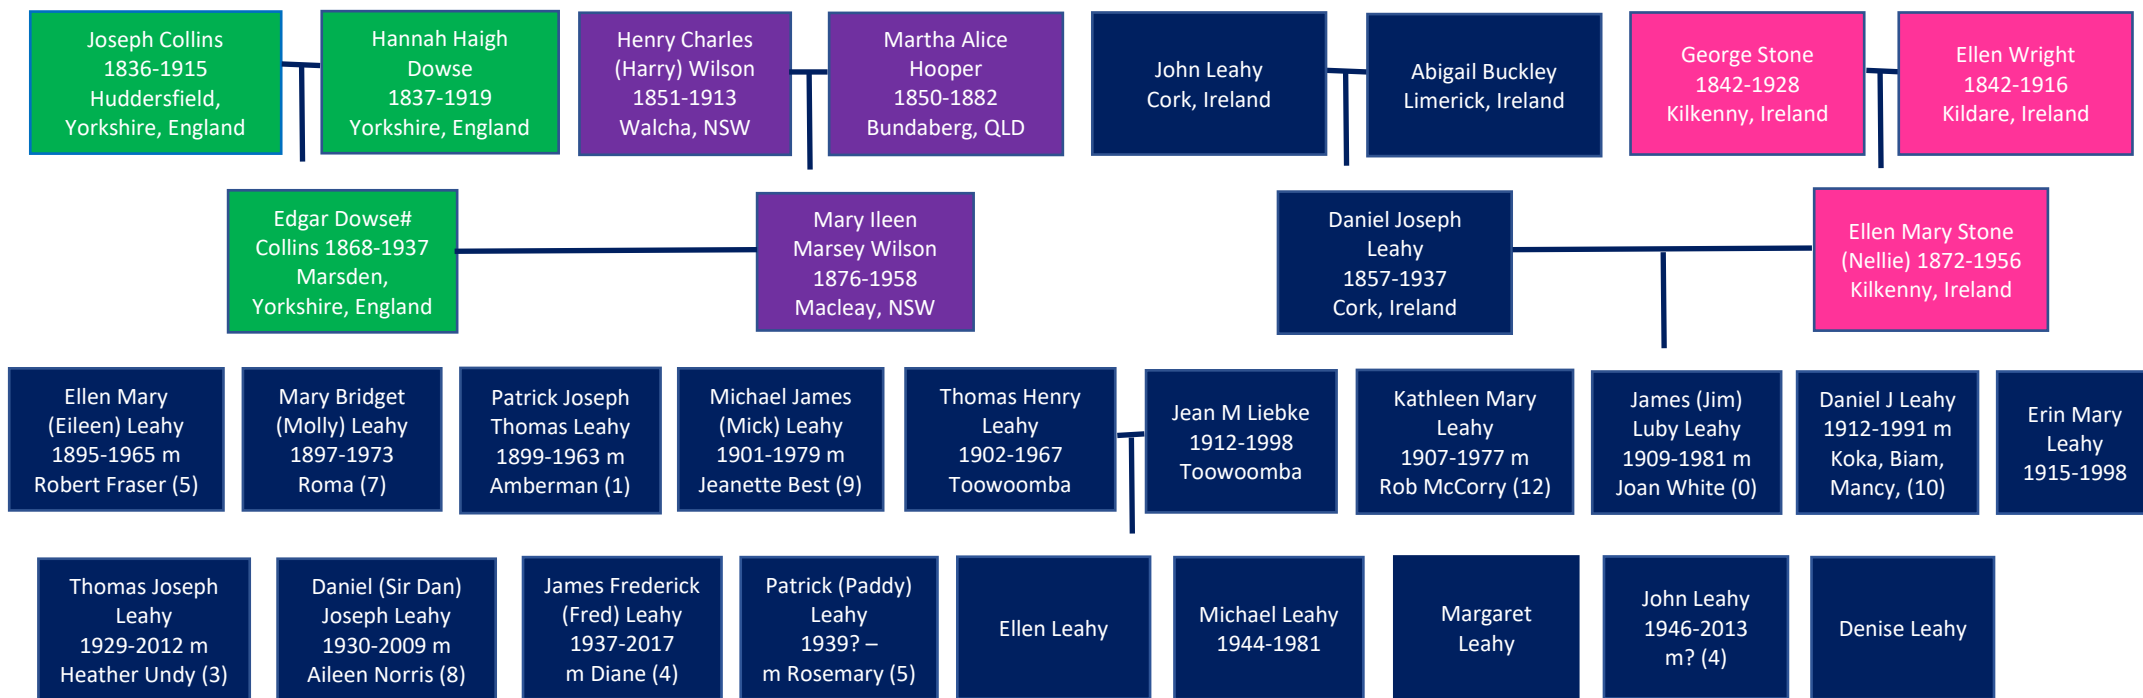 Joseph Collins
1836-1915
Huddersfield,
Yorkshire, England
Hannah Haigh
Dowse
1837-1919
Yorkshire, England
Henry Charles
(Harry) Wilson
1851-1913
Walcha, NSW
Martha Alice
Hooper
1850-1882
Bundaberg, QLD
John Leahy
Cork, Ireland
Abigail Buckley
Limerick, Ireland
George Stone
1842-1928
Kilkenny, Ireland
Ellen Wright
1842-1916
Kildare, Ireland
Edgar Dowse#
Collins 1868-1937
Marsden,
Yorkshire, England
Mary Ileen
Marsey Wilson
1876-1958
Macleay, NSW
Daniel Joseph
Leahy
1857-1937
Cork, Ireland
Ellen Mary Stone
(Nellie) 1872-1956
Kilkenny, Ireland
Ellen Mary
(Eileen) Leahy
1895-1965 m
Robert Fraser (5)
Mary Bridget
(Molly) Leahy
1897-1973
Roma (7)
Patrick Joseph
Thomas Leahy
1899-1963 m
Amberman (1)
Michael James
(Mick) Leahy
1901-1979 m
Jeanette Best (9)
Thomas Henry
Leahy
1902-1967
Toowoomba
Jean M Liebke
1912-1998
Toowoomba
Kathleen Mary
Leahy
1907-1977 m
Rob McCorry (12)
James (Jim)
Luby Leahy
1909-1981 m
Joan White (0)
Daniel J Leahy
1912-1991 m
Koka, Biam,
Mancy, (10)
Erin Mary
Leahy
1915-1998
Thomas Joseph
Leahy
1929-2012 m
Heather Undy (3)
Daniel (Sir Dan)
Joseph Leahy
1930-2009 m
Aileen Norris (8)
James Frederick
(Fred) Leahy
1937-2017
m Diane (4)
Patrick (Paddy)
Leahy
1939? –
m Rosemary (5)
Ellen Leahy
Michael Leahy
1944-1981
Margaret
Leahy
John Leahy
1946-2013
m? (4)
Denise Leahy